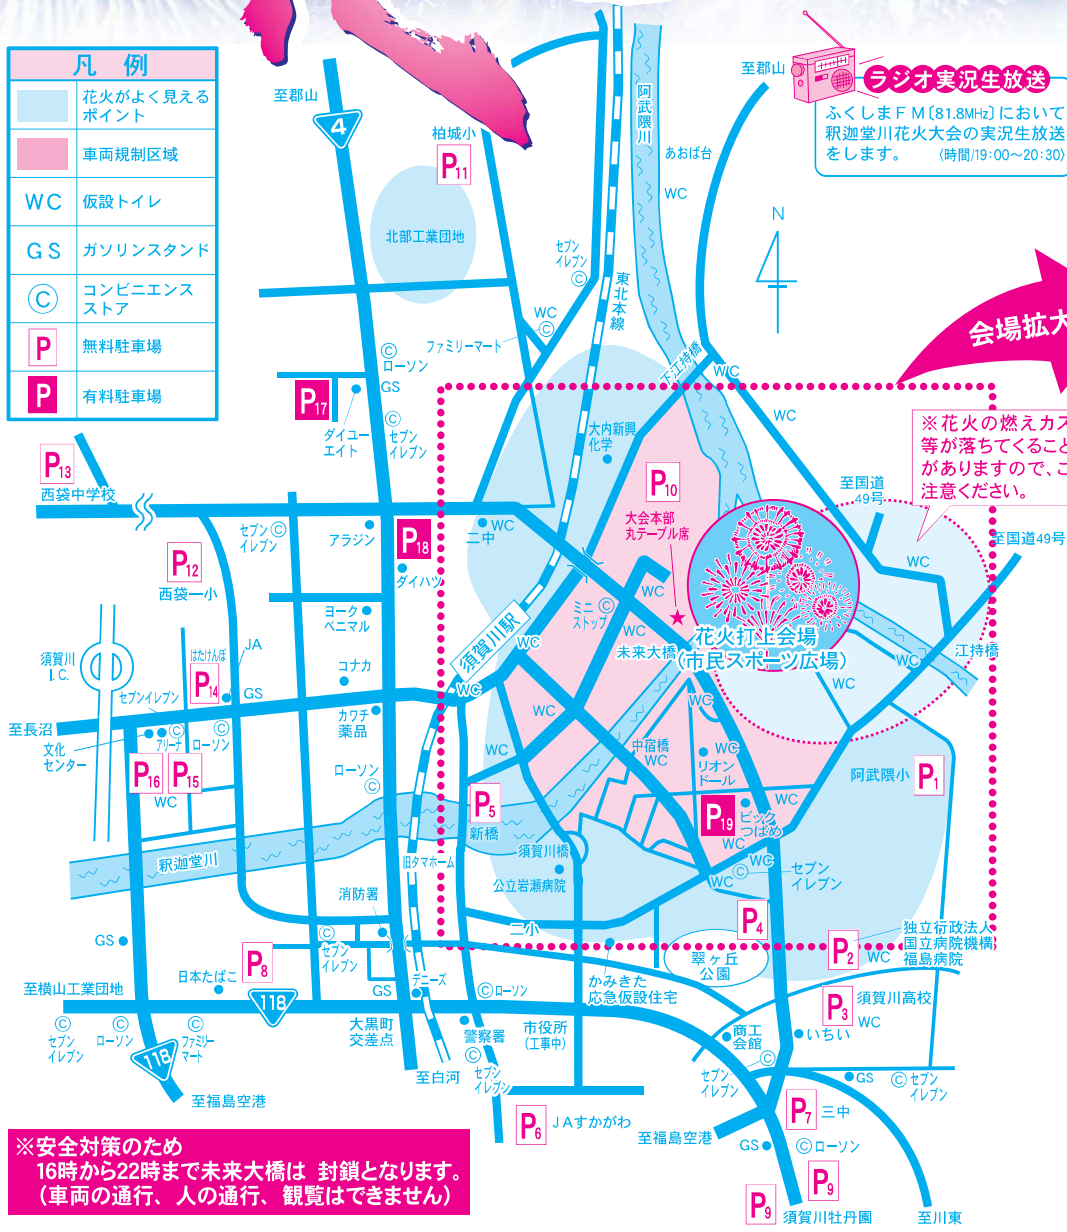 凡 例
花火がよく見える
ポイント
車両規制区域
WC
仮設トイレ
GS
ガソリンスタンド
Ⓒ
コンビニエンス
ストア
P
無料駐車場
P
有料駐車場
ラジオ実況生放送
ふくしまFM〔81.8MHz〕において
釈迦堂川花火大会の実況生放送
をします。 〈時間/19:00〜20:30〉
至郡山
4
柏城小
P11
北部工業団地
阿武隈川
至郡山
あおば台
WC
N
セブン
イレブン
Ⓒ
東北本線
WC
Ⓒ
ファミリーマート
会場拡大
Ⓒ
ローソン
GS
P17
ダイユー
エイト
Ⓒ
セブン
イレブン
下江持橋
WC
WC
大内新興
化学
※花火の燃えカス
等が落ちてくること
がありますので、ご
注意ください。
P13
西袋中学校
P10
大会本部
丸テーブル席
至国道
49号
至国道49号
セブン
イレブン
Ⓒ
アラジン
P18
ダイハツ
二中
WC
P12
西袋一小
ヨーク
ベニマル
ミニ
ストップ
Ⓒ
WC
WC
WC
未来大橋
花火打上会場
(市民スポーツ広場)
WC
江持橋
WC
須賀川駅
WC
WC
須賀川
I.C.
はたけんぼ
P14
JA
GS
コナカ
セブンイレブン
Ⓒ
至長沼
文化
センター
アリーナ
ローソン
Ⓒ
カワチ
薬品
WC
WC
WC
中宿橋
WC
WC
リオン
ドール
P16
P15
WC
ローソン
Ⓒ
P5
新橋
P19
ビック
つばめ
WC
WC
阿武隈小
P1
釈迦堂川
旧タマホーム
須賀川橋
公立岩瀬病院
WC
WC
Ⓒ
セブン
イレブン
消防署
二小
P4
GS
Ⓒ
セブン
イレブン
P8
日本たばこ
P2
独立行政法人
国立病院機構
福島病院
WC
翠ヶ丘
公園
かみきた
応急仮設住宅
至横山工業団地
118
GS
デニーズ
Ⓒローソン
P3
須賀川高校
WC
Ⓒ
セブン
イレブン
Ⓒ
ローソン
Ⓒ
ファミリー
マート
大黒町
交差点
警察署
市役所
(工事中)
商工
会館
いちい
118
至福島空港
至白河
Ⓒ
セブン
イレブン
Ⓒ
セブン
イレブン
GS
Ⓒ
セブン
イレブン
P6
JAすかがわ
P7
三中
至福島空港
GS
Ⓒローソン
P9
P9
須賀川牡丹園
至川東
※安全対策のため
16時から22時まで未来大橋は 封鎖となります。
(車両の通行、人の通行、観覧はできません)